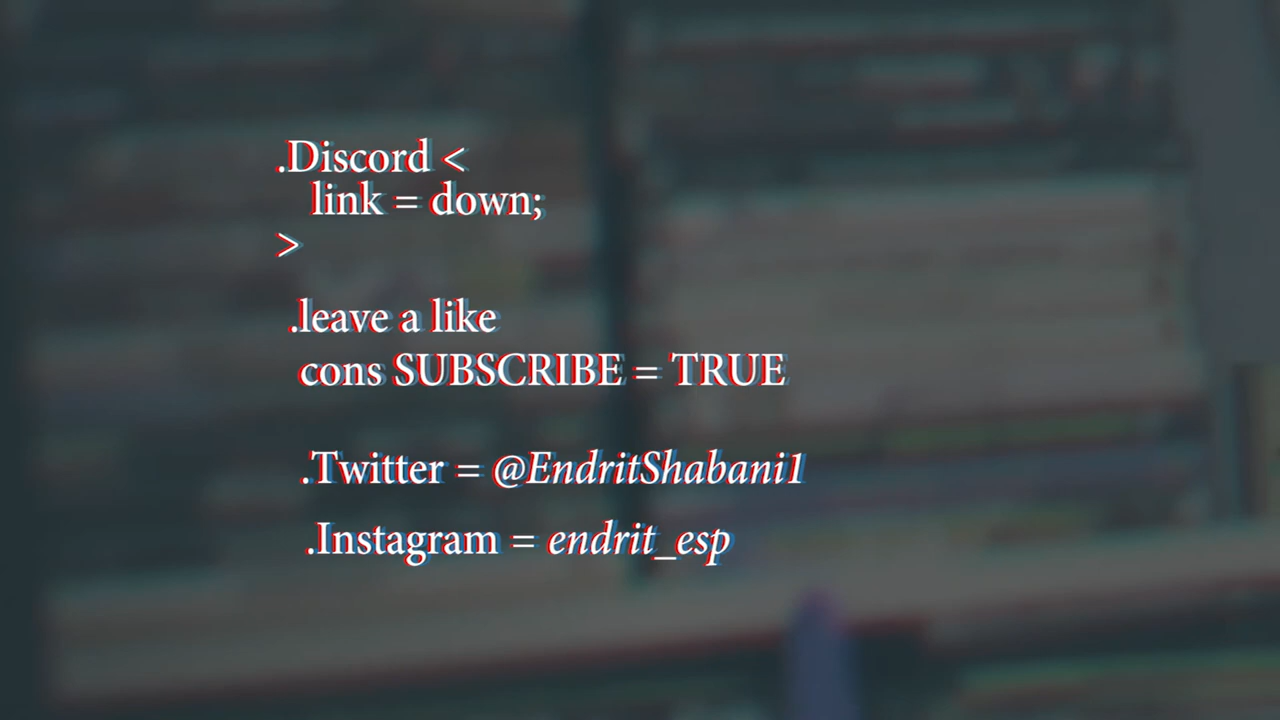 .Discord <
link = down;
>
.leave a like
cons SUBSCRIBE = TRUE
.Twitter = @EndritShabani1
.Instagram = endrit_esp